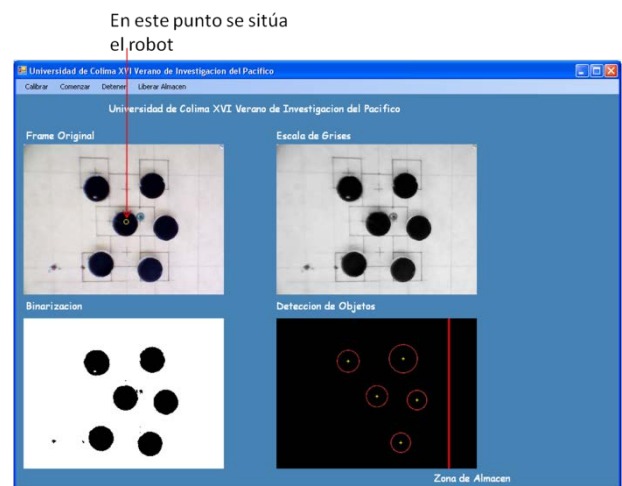 En este punto se sitúa
el robot
Universidad de Colima XVI Verano de Investigacion del Pacifico
Calibrar Comenzar Detener Liberar Almacen
Universidad de Colima XVI Verano de Investigacion del Pacifico
Frame Original Escala de Grises
Binarizacion Deteccion de Objetos
Zona de Almacen